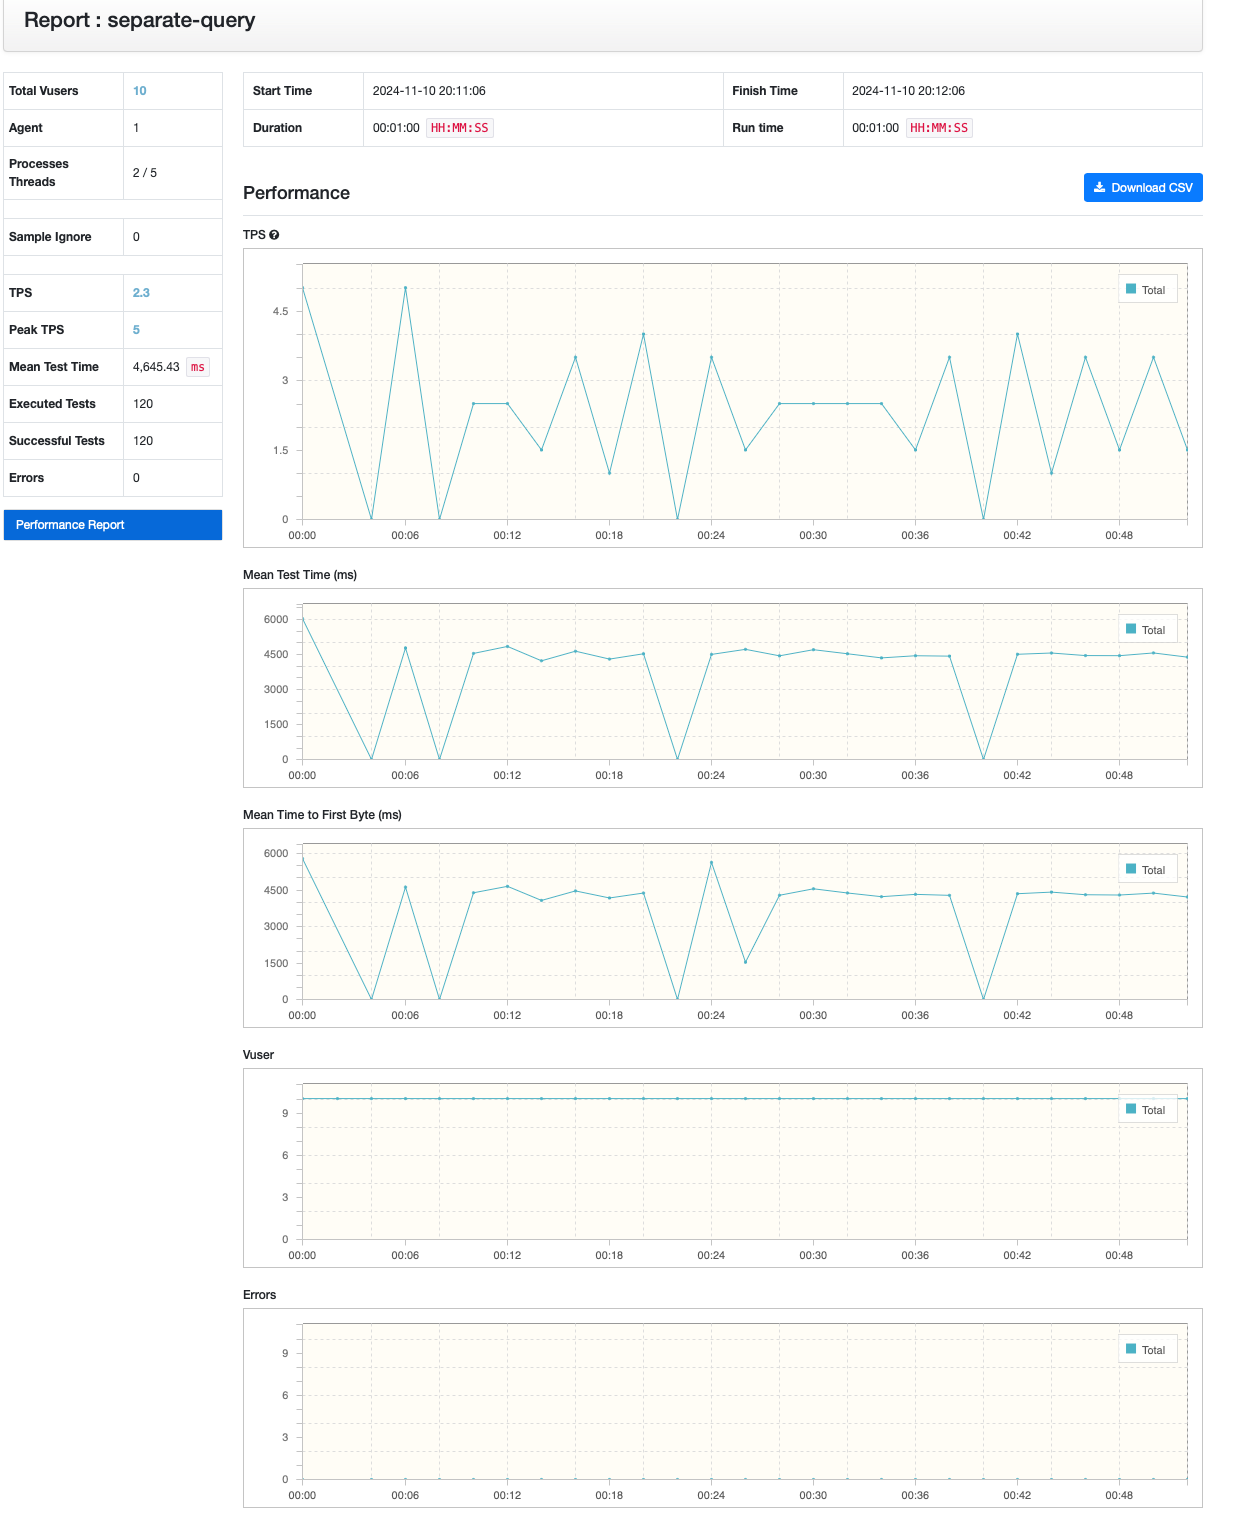 Report : separate-query
Total Vusers 10
Agent 1
Processes
Threads 2 / 5
Sample Ignore 0
TPS 2.3
Peak TPS 5
Mean Test Time 4,645.43 ms
Executed Tests 120
Successful Tests 120
Errors 0
Performance Report
Start Time 2024-11-10 20:11:06 Finish Time 2024-11-10 20:12:06
Duration 00:01:00 HH:MM:SS Run time 00:01:00 HH:MM:SS
Performance
Download CSV
TPS
Total
4.5
3
1.5
0
00:00 00:06 00:12 00:18 00:24 00:30 00:36 00:42 00:48
Mean Test Time (ms)
Total
6000
4500
3000
1500
0
00:00 00:06 00:12 00:18 00:24 00:30 00:36 00:42 00:48
Mean Time to First Byte (ms)
Total
6000
4500
3000
1500
0
00:00 00:06 00:12 00:18 00:24 00:30 00:36 00:42 00:48
Vuser
Total
9
6
3
0
00:00 00:06 00:12 00:18 00:24 00:30 00:36 00:42 00:48
Errors
Total
9
6
3
0
00:00 00:06 00:12 00:18 00:24 00:30 00:36 00:42 00:48